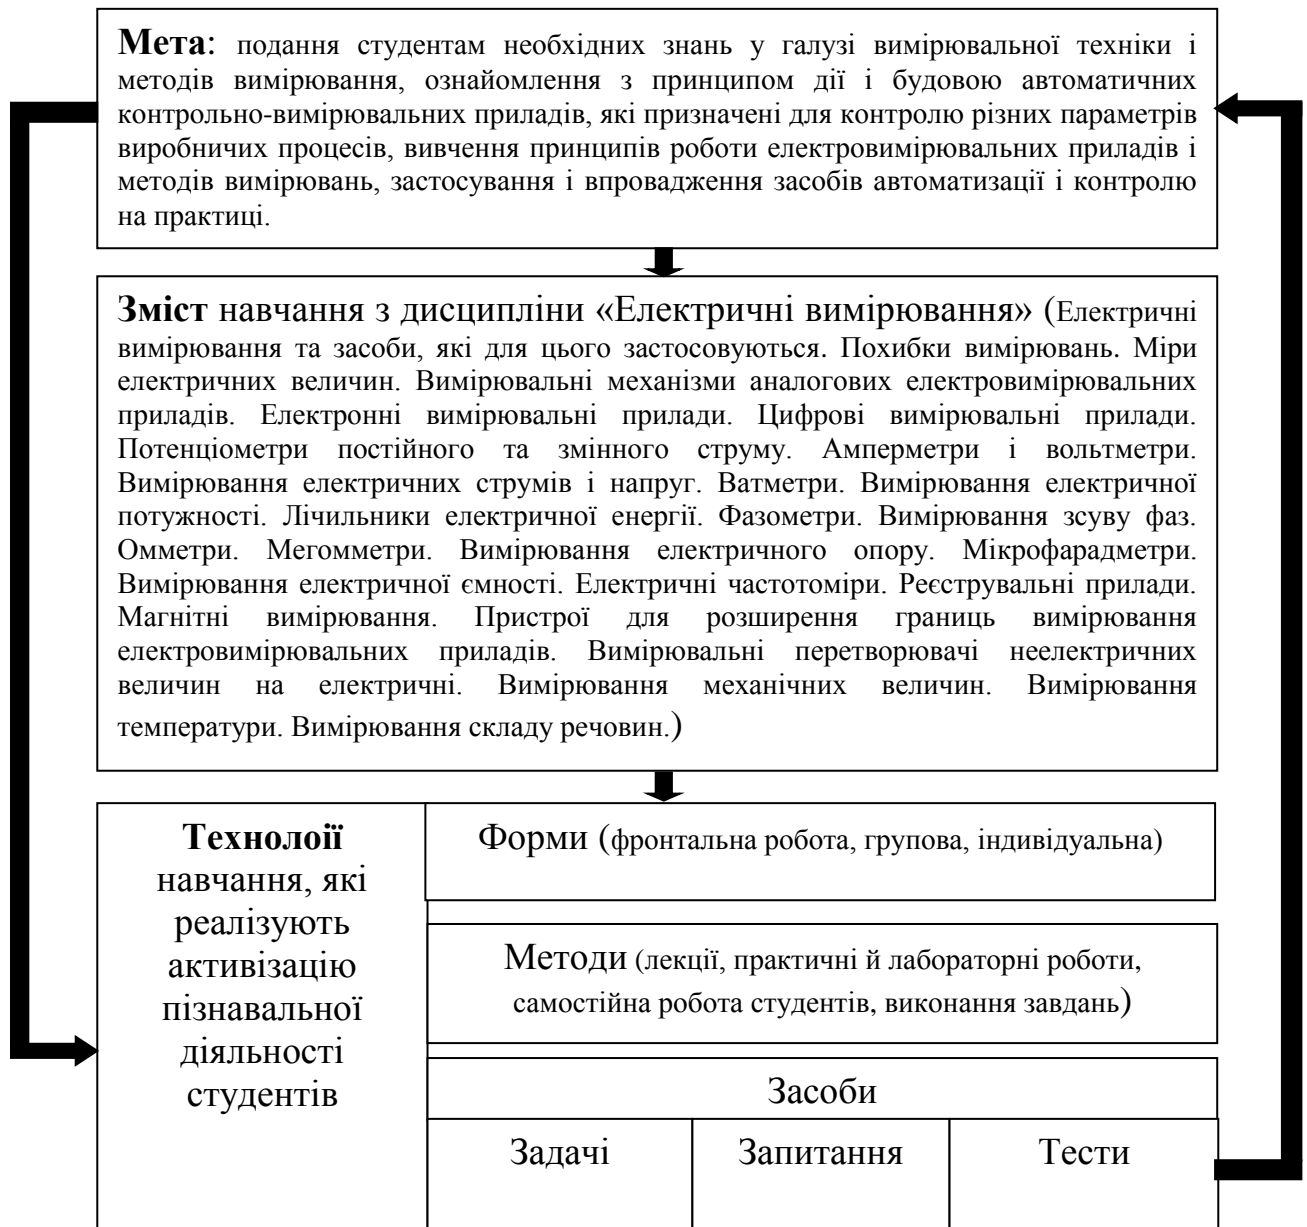 Мета: подання студентам необхідних знань у галузі вимірювальної техніки і
методів вимірювання, ознайомлення з принципом дії і будовою автоматичних
контрольно-вимірювальних приладів, які призначені для контролю різних параметрів
виробничих процесів, вивчення принципів роботи електровимірювальних приладів і
методів вимірювань, застосування і впровадження засобів автоматизації і контролю
на практиці.
Зміст навчання з дисципліни «Електричні вимірювання» (Електричні
вимірювання та засоби, які для цього застосовуються. Похибки вимірювань. Міри
електричних величин. Вимірювальні механізми аналогових електровимірювальних
приладів. Електронні вимірювальні прилади. Цифрові вимірювальні прилади.
Потенціометри постійного та змінного струму. Амперметри і вольтметри.
Вимірювання електричних струмів і напруг. Ватметри. Вимірювання електричної
потужності. Лічильники електричної енергії. Фазометри. Вимірювання зсуву фаз.
Омметри. Мегомметри. Вимірювання електричного опору. Мікрофарадметри.
Вимірювання електричної ємності. Електричні частотоміри. Реєструвальні прилади.
Магнітні вимірювання. Пристрої для розширення границь вимірювання
електровимірювальних приладів. Вимірювальні перетворювачі неелектричних
величин на електричні. Вимірювання механічних величин. Вимірювання
температури. Вимірювання складу речовин.)
Технолоїї
навчання, які
реалізують
активізацію
пізнавальної
діяльності
студентів
Форми (фронтальна робота, групова, індивідуальна)
Методи (лекції, практичні й лабораторні роботи,
самостійна робота студентів, виконання завдань)
Засоби
Задачі
Запитання
Тести